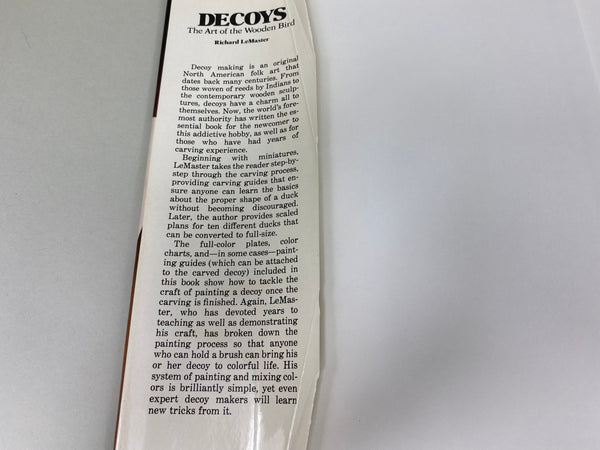 DECOYS
The Art of the Wooden Bird
Richard LeMaster
Decoy making is an original
North American folk art that
dates back many centuries. From
those woven of reeds by Indians to
the contemporary wooden sculp-
tures, decoys have a charm all to
themselves. Now, the world's fore-
most authority has written the es-
sential book for the newcomer to
this addictive hobby, as well as for
those who have had years of
carving experience.
Beginning with miniatures,
LeMaster takes the reader step-by-
step through the carving process,
providing carving guides that en-
sure anyone can learn the basics
about the proper shape of a duck
without becoming discouraged.
Later, the author provides scaled
plans for ten different ducks that
can be converted to full-size.
The full-color plates, color
charts, and—in some cases—paint-
ing guides (which can be attached
to the carved decoy) included in
this book show how to tackle the
craft of painting a decoy once the
carving is finished. Again, LeMas-
ter, who has devoted years to
teaching as well as demonstrating
his craft, has broken down the
painting process so that anyone
who can hold a brush can bring his
or her decoy to colorful life. His
system of painting and mixing col-
ors is brilliantly simple, yet even
expert decoy makers will learn
new tricks from it.